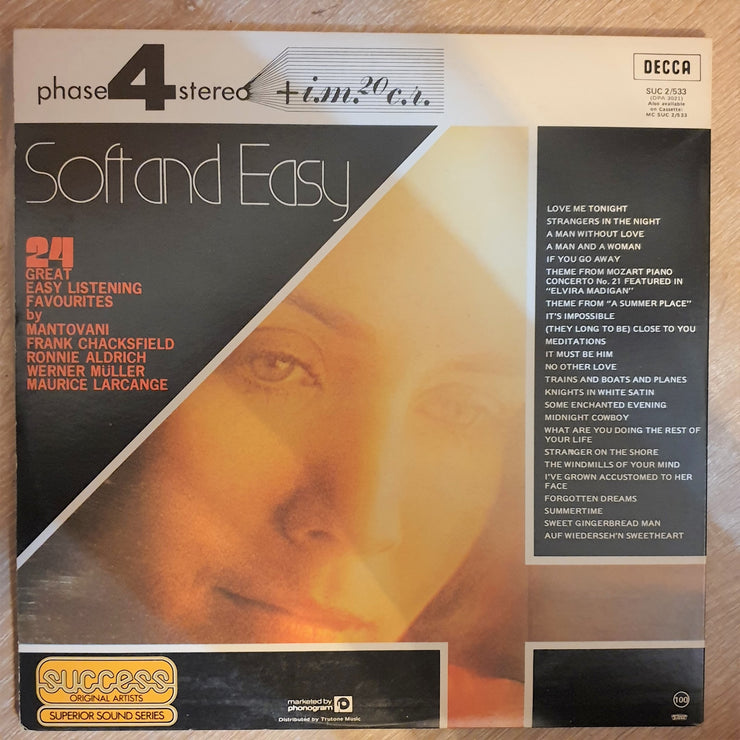 phase 4 stereo
+ i.m. 20 c.r.
DECCA
SUC 2/533
(DPA 3021)
Also available
on Cassette:
MC SUC 2/533
Soft and Easy
24
GREAT
EASY LISTENING
FAVOURITES
by
MANTOVANI
FRANK CHACKSFIELD
RONNIE ALDRICH
WERNER MÜLLER
MAURICE LARCANGE
LOVE ME TONIGHT
STRANGERS IN THE NIGHT
A MAN WITHOUT LOVE
A MAN AND A WOMAN
IF YOU GO AWAY
THEME FROM MOZART PIANO
CONCERTO No. 21 FEATURED IN
"ELVIRA MADIGAN"
THEME FROM "A SUMMER PLACE"
IT'S IMPOSSIBLE
(THEY LONG TO BE) CLOSE TO YOU
MEDITATIONS
IT MUST BE HIM
NO OTHER LOVE
TRAINS AND BOATS AND PLANES
KNIGHTS IN WHITE SATIN
SOME ENCHANTED EVENING
MIDNIGHT COWBOY
WHAT ARE YOU DOING THE REST OF
YOUR LIFE
STRANGER ON THE SHORE
THE WINDMILLS OF YOUR MIND
I'VE GROWN ACCUSTOMED TO HER
FACE
FORGOTTEN DREAMS
SUMMERTIME
SWEET GINGERBREAD MAN
AUF WIEDERSEH'N SWEETHEART
success
ORIGINAL ARTISTS
SUPERIOR SOUND SERIES
marketed by
phonogram
Distributed by Trutone Music
100